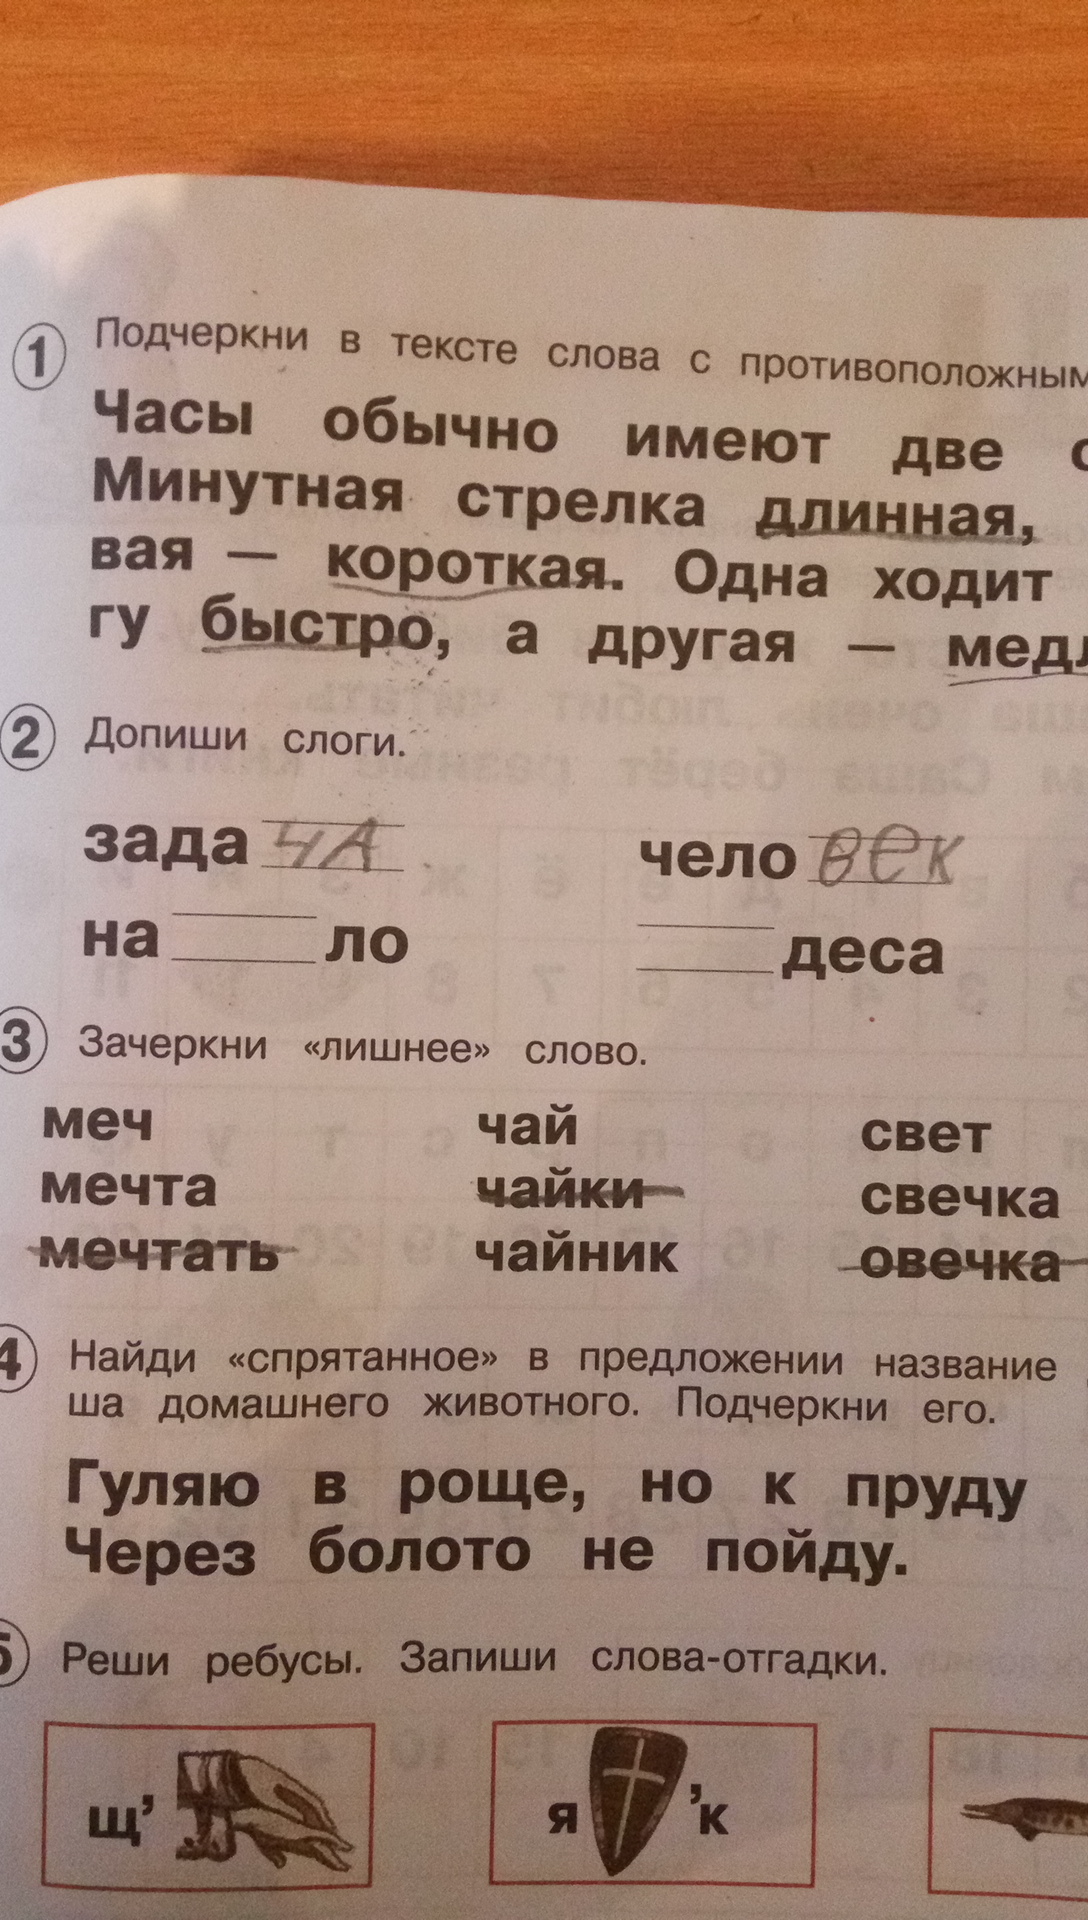 1 Подчеркни в тексте слова с противоположным
Часы обычно имеют две с
Минутная стрелка длинная,
вая — короткая. Одна ходит
гу быстро, а другая — медл
2 Допиши слоги.
зада ча чело век
на ____ ло ____ деса
3 Зачеркни «лишнее» слово.
меч чай свет
мечта чайки свечка
мечтать чайник овечка
4 Найди «спрятанное» в предложении название
ша домашнего животного. Подчеркни его.
Гуляю в роще, но к пруду
Через болото не пойду.
5 Реши ребусы. Запиши слова-отгадки.
щ’ я ’к